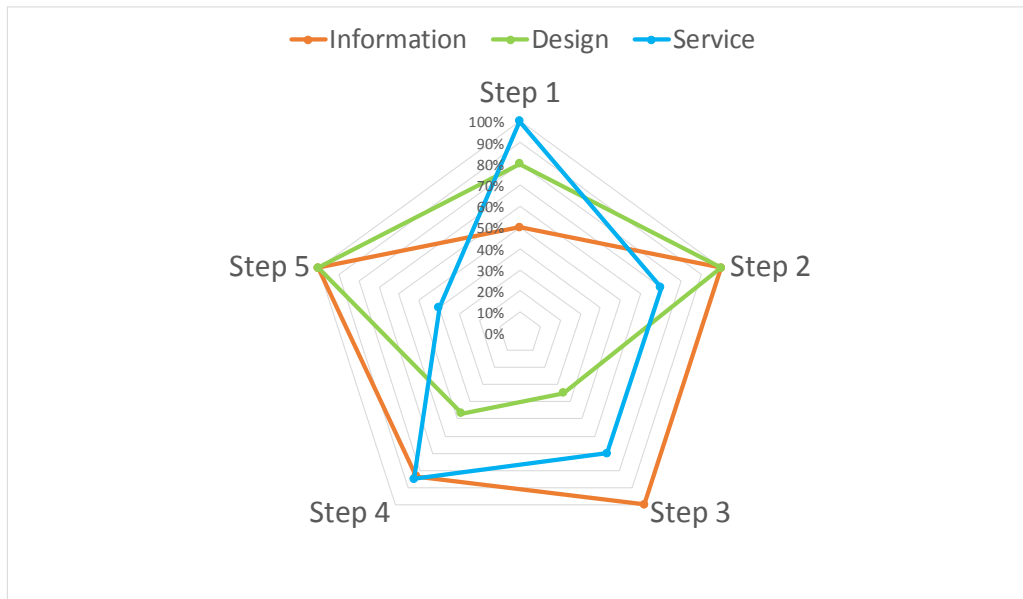 Information Design Service
Step 1
100%
90%
80%
70%
60%
50%
40%
30%
20%
10%
0%
Step 5
Step 2
Step 4
Step 3